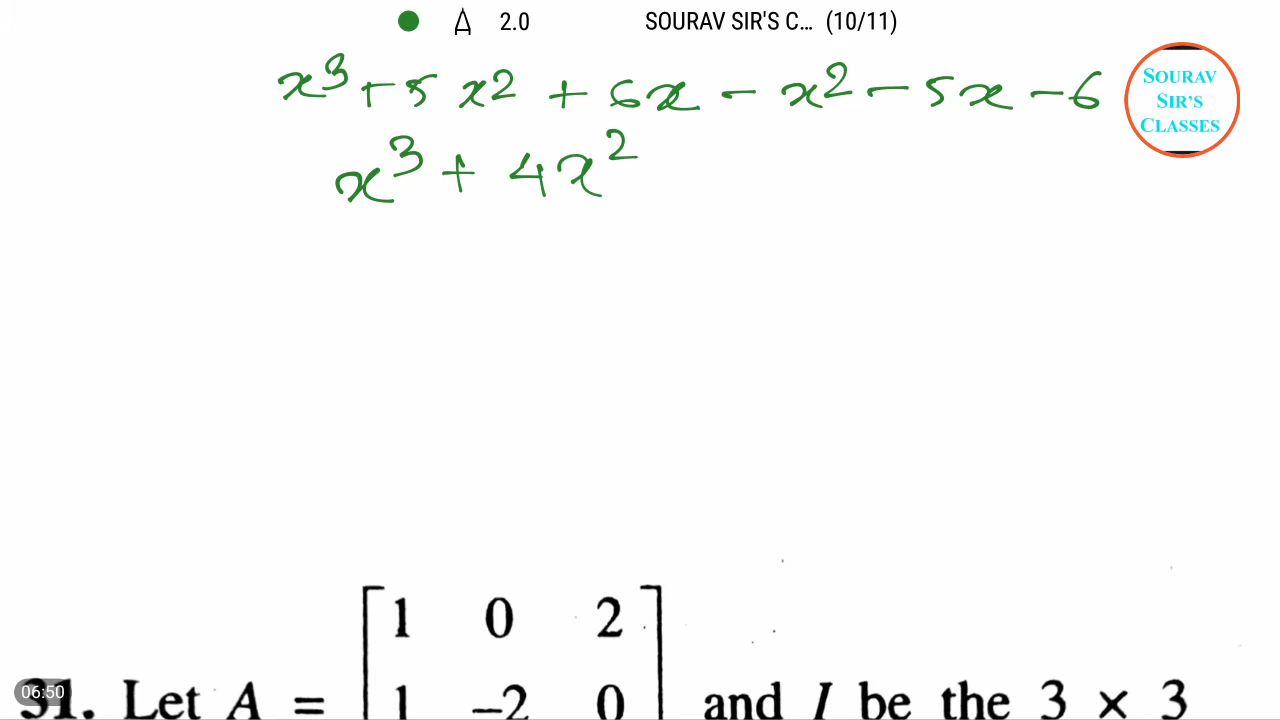 2.0 SOURAV SIR'S C... (10/11)
x³ + 5x² + 6x - x² - 5x - 6
SOURAV
SIR'S
CLASSES
x³ + 4x²
1 0 2
31. Let A = 1 -2 0 and I be the 3 × 3
06:50